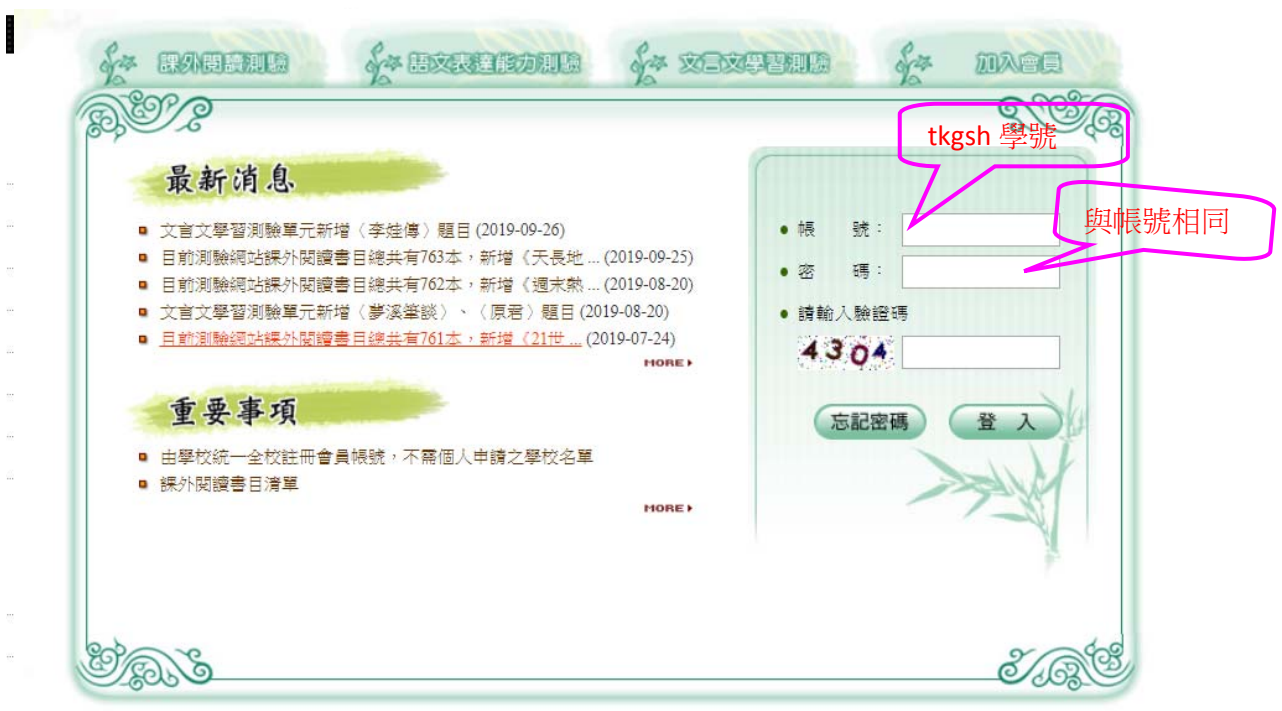 課外閱讀測驗 語文表達能力測驗 文言文學習測驗 加入會員
tkgsh 學號
與帳號相同
最新消息
文言文學習測驗單元新增〈李娃傳〉題目 (2019-09-26)
目前測驗網站課外閱讀書目總共有763本，新增《天長地 ... (2019-09-25)
目前測驗網站課外閱讀書目總共有762本，新增《週末熱 ... (2019-08-20)
文言文學習測驗單元新增〈夢溪筆談〉、〈原君〉題目 (2019-08-20)
目前測驗網站課外閱讀書目總共有761本，新增《21世 ... (2019-07-24)
MORE
重要事項
由學校統一全校註冊會員帳號，不需個人申請之學校名單
課外閱讀書目清單
MORE
帳 號：
密 碼：
請輸入驗證碼
4304
忘記密碼 登 入